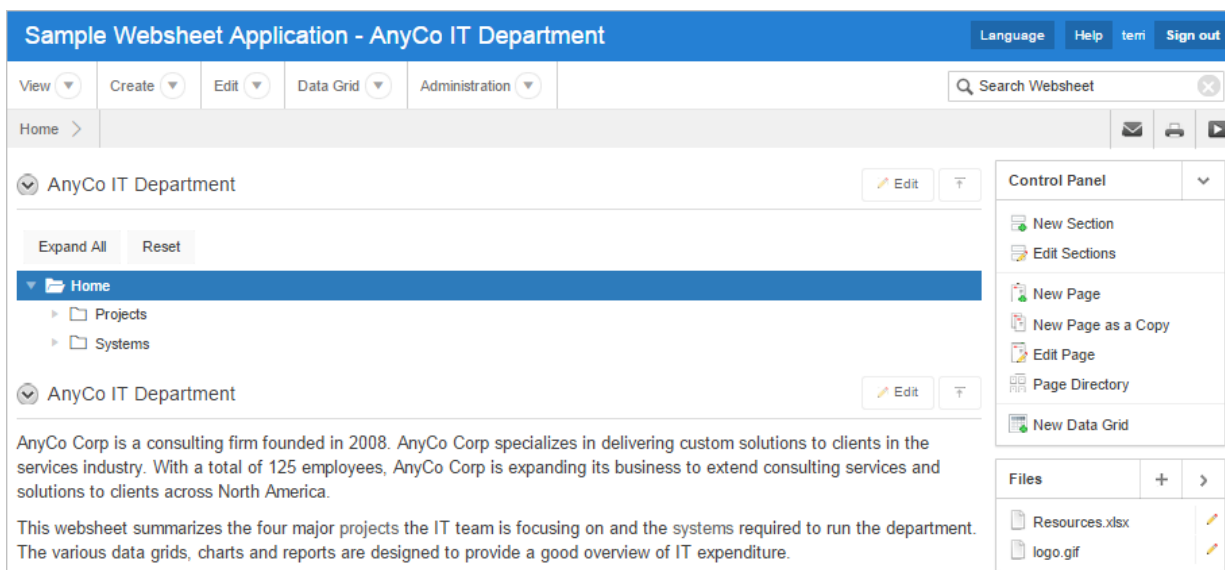 Sample Websheet Application - AnyCo IT Department
Language Help terri Sign out
View Create Edit Data Grid Administration
Search Websheet
Home
AnyCo IT Department
Edit
Expand All Reset
Home
Projects
Systems
AnyCo IT Department
Edit
AnyCo Corp is a consulting firm founded in 2008. AnyCo Corp specializes in delivering custom solutions to clients in the
services industry. With a total of 125 employees, AnyCo Corp is expanding its business to extend consulting services and
solutions to clients across North America.
This websheet summarizes the four major projects the IT team is focusing on and the systems required to run the department.
The various data grids, charts and reports are designed to provide a good overview of IT expenditure.
Control Panel
New Section
Edit Sections
New Page
New Page as a Copy
Edit Page
Page Directory
New Data Grid
Files
Resources.xlsx
logo.gif